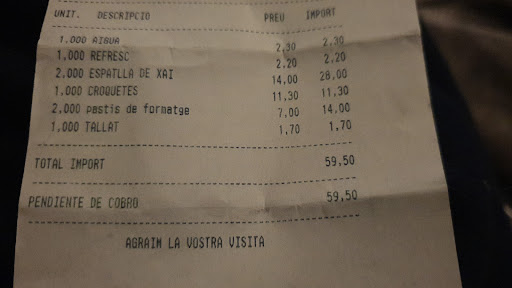 UNIT. DESCRIPCIO PREU IMPORT
1.000 AIGUA 2,30 2,30
1,000 REFRESC 2,20 2,20
2.000 ESPATLLA DE XAI 14,00 28,00
1.000 CROQUETES 11,30 11,30
2,000 pastis de formatge 7,00 14,00
1,000 TALLAT 1,70 1,70
TOTAL IMPORT 59,50
PENDIENTE DE COBRO 59,50
AGRAIM LA VOSTRA VISITA